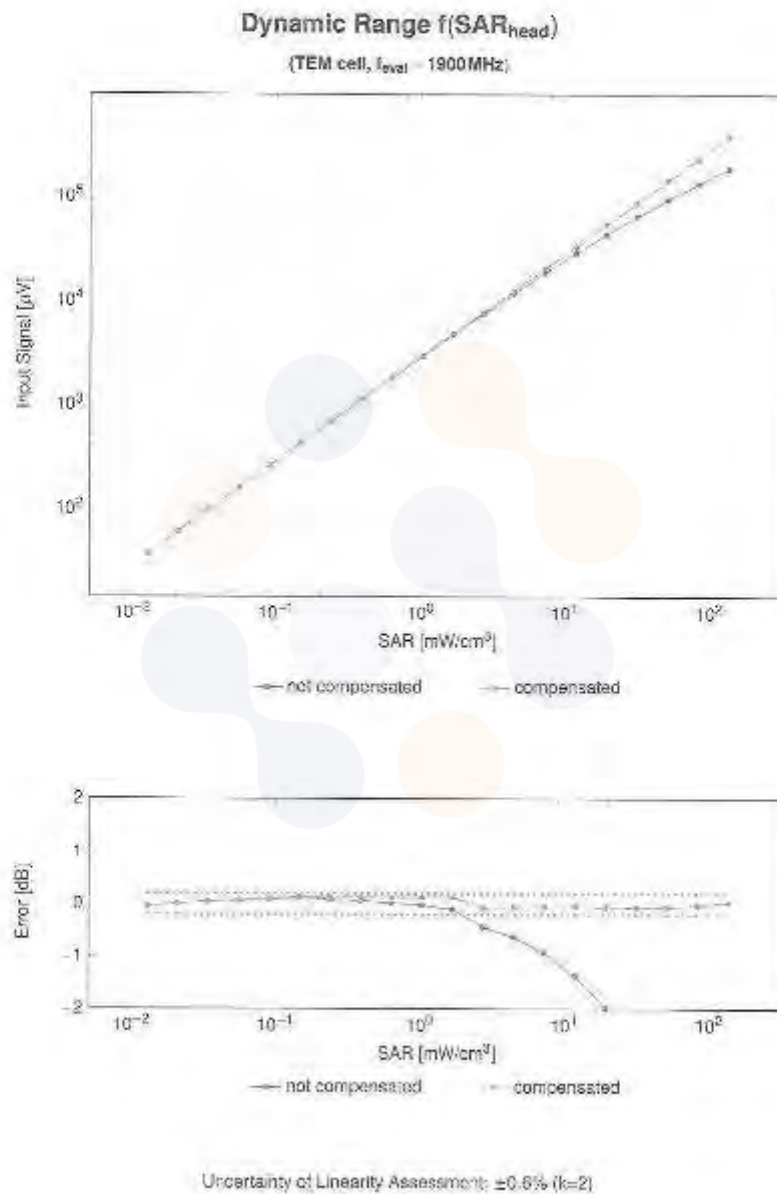 Dynamic Range f(SARhead)
(TEM cell, feval = 1900 MHz)
Input Signal [µV]
10⁵
10⁴
10³
10²
10⁻² 10⁻¹ 10⁰ 10¹ 10²
SAR [mW/cm³]
not compensated compensated
Error [dB]
2
1
0
-1
-2
10⁻² 10⁻¹ 10⁰ 10¹ 10²
SAR [mW/cm³]
not compensated compensated
Uncertainty of Linearity Assessment: ±0.6% (k=2)